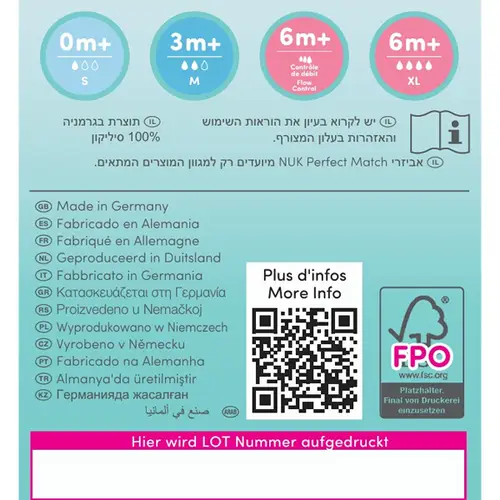 0m+
S
3m+
M
6m+
Contrôle
de débit
Flow
Control
6m+
XL
IL תוצרת בגרמניה
100% סיליקון
IL יש לקרוא בעיון את הוראות השימוש
והאזהרות בעלון המצורף.
IL אביזרי NUK Perfect Match מיועדים רק למגוון המוצרים המתאים.
GB Made in Germany
ES Fabricado en Alemania
FR Fabriqué en Allemagne
NL Geproduceerd in Duitsland
IT Fabbricato in Germania
GR Κατασκευάζεται στη Γερμανία
RS Proizvedeno u Nemačkoj
PL Wyprodukowano w Niemczech
CZ Vyrobeno v Německu
PT Fabricado na Alemanha
TR Almanya'da üretilmiştir
KZ Германияда жасалған
ARAB صنع في ألمانيا
Plus d'infos
More Info
FPO
www.fsc.org
Platzhalter.
Final von Druckerei
einzusetzen
Hier wird LOT Nummer aufgedruckt